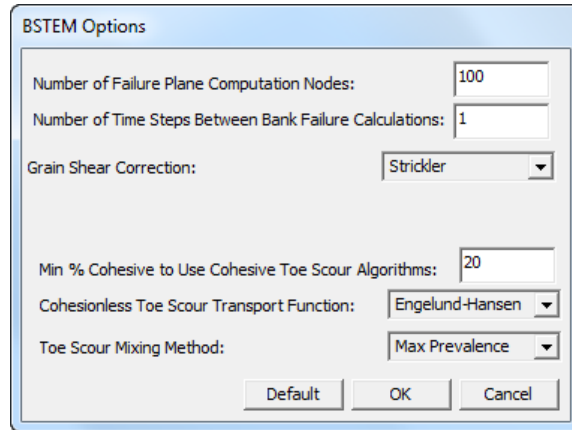 BSTEM Options
Number of Failure Plane Computation Nodes: 100
Number of Time Steps Between Bank Failure Calculations: 1
Grain Shear Correction: Strickler
Min % Cohesive to Use Cohesive Toe Scour Algorithms: 20
Cohesionless Toe Scour Transport Function: Engelund-Hansen
Toe Scour Mixing Method: Max Prevalence
Default OK Cancel